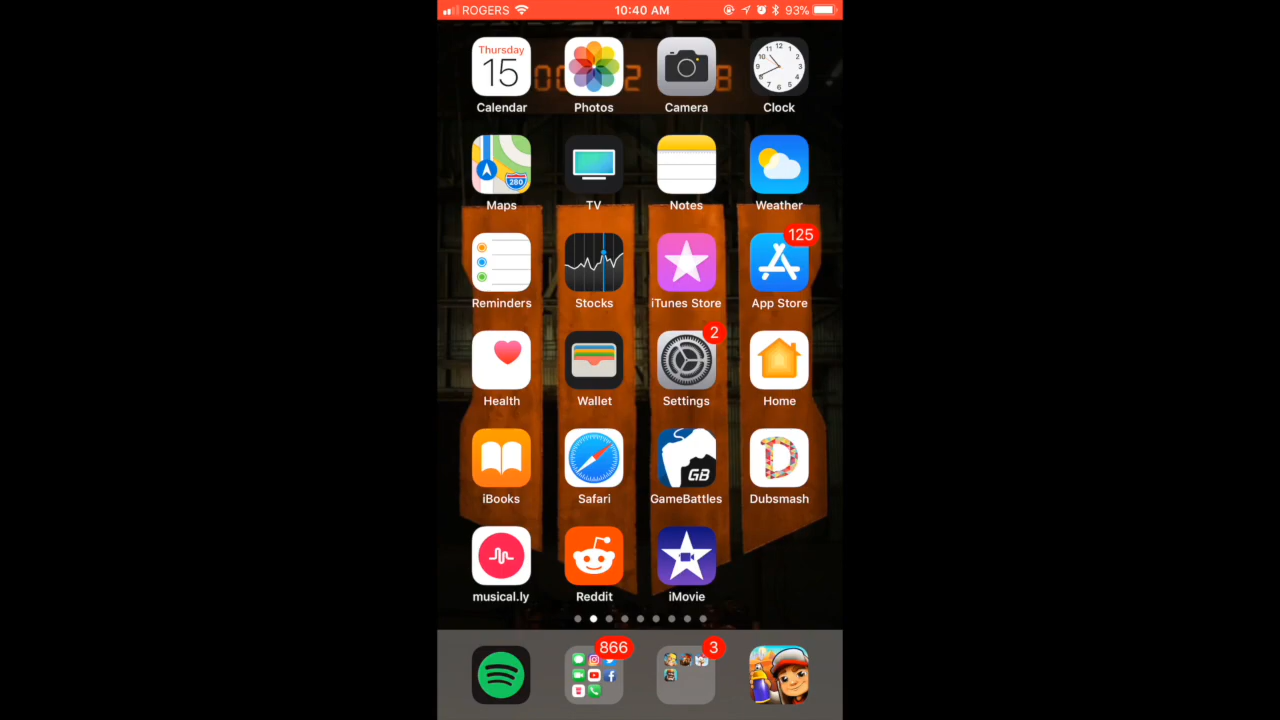 ROGERS 10:40 AM 93%
Thursday
15
Calendar Photos Camera Clock
280
Maps TV Notes Weather
125
Reminders Stocks iTunes Store App Store
2
Health Wallet Settings Home
GB
iBooks Safari GameBattles Dubsmash
musical.ly Reddit iMovie
866 3